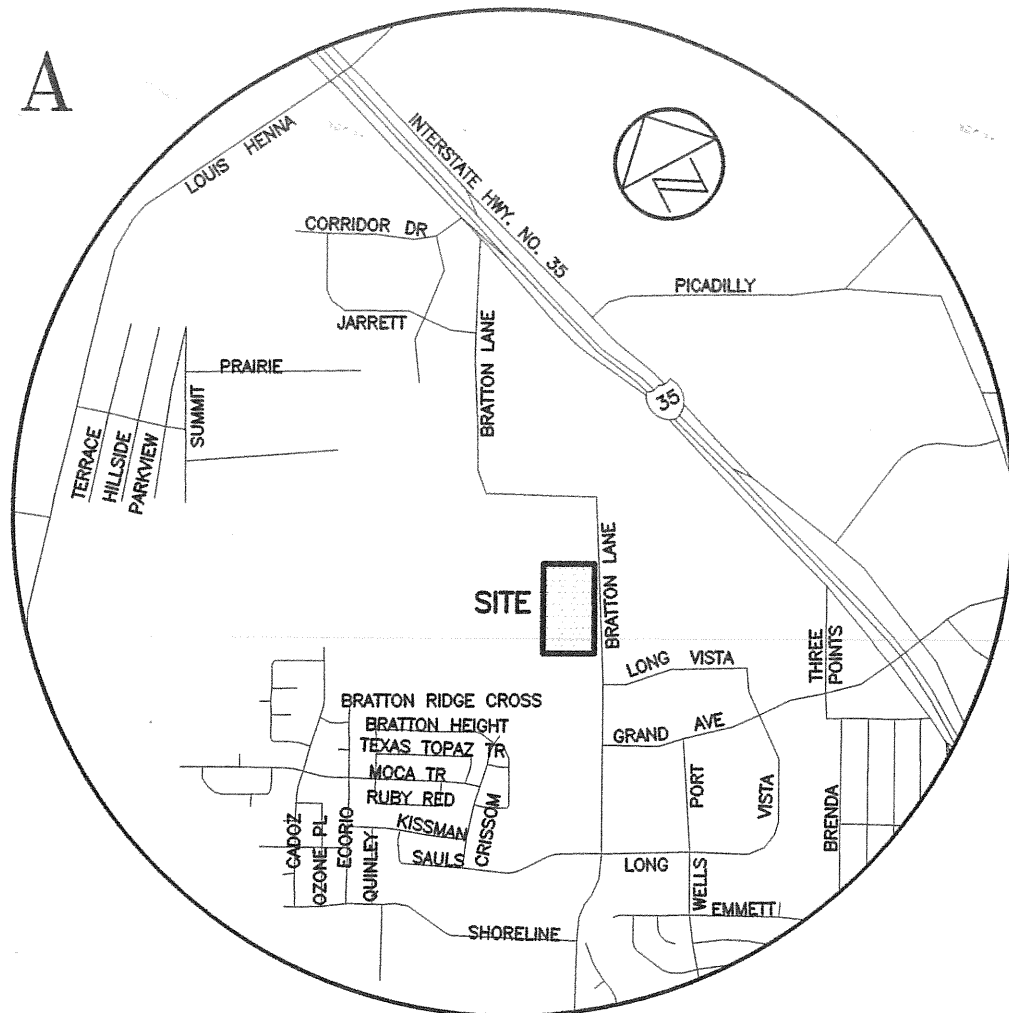 A
LOUIS HENNA
INTERSTATE HWY. NO. 35
N
CORRIDOR DR
PICADILLY
JARRETT
BRATTON LANE
PRAIRIE
SUMMIT
35
TERRACE
HILLSIDE
PARKVIEW
BRATTON LANE
SITE
THREE
POINTS
LONG VISTA
BRATTON RIDGE CROSS
BRATTON HEIGHT
GRAND AVE
TEXAS TOPAZ TR
MOCA TR
RUBY RED
PORT
VISTA
BRENDA
CADOZ
OZONE PL
ECORIO
QUINLEY
KISSMAN
CRISSOM
SAULS
LONG
WELLS
EMMETT
SHORELINE